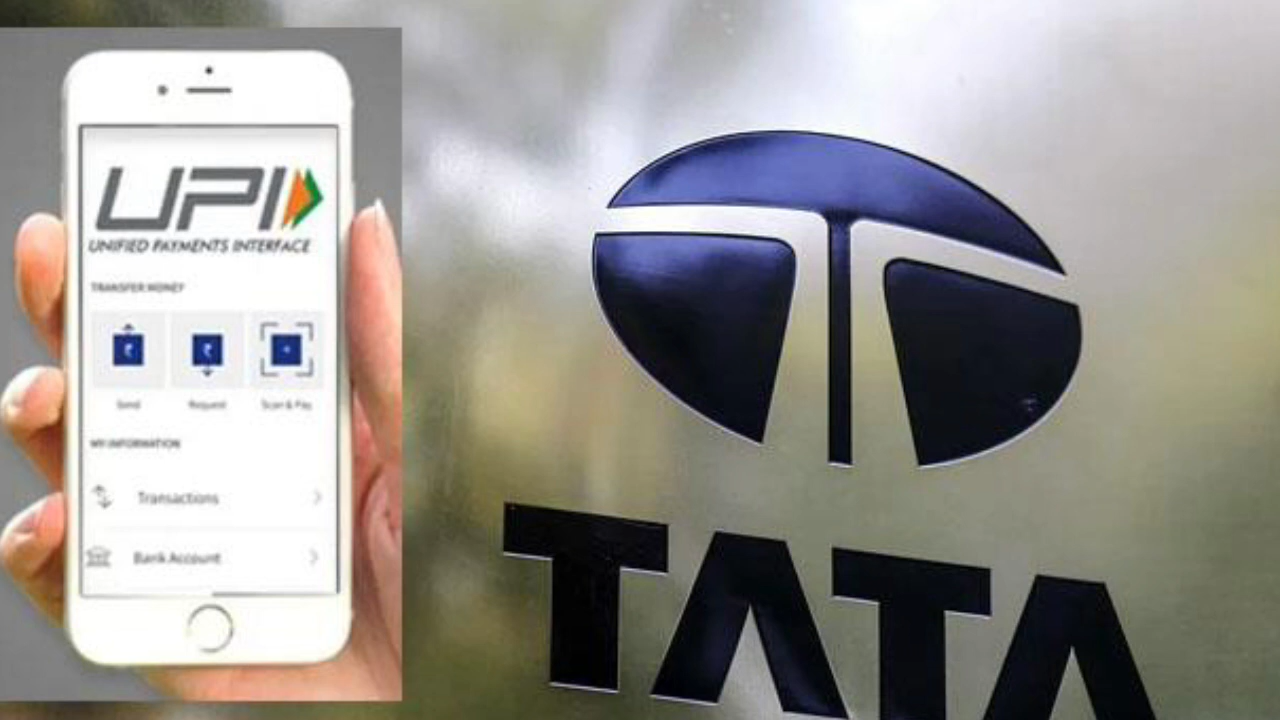 UPI
UNIFIED PAYMENTS INTERFACE
TRANSFER MONEY
Send
Request
Scan & Pay
MY INFORMATION
Transactions
Bank Account
TATA